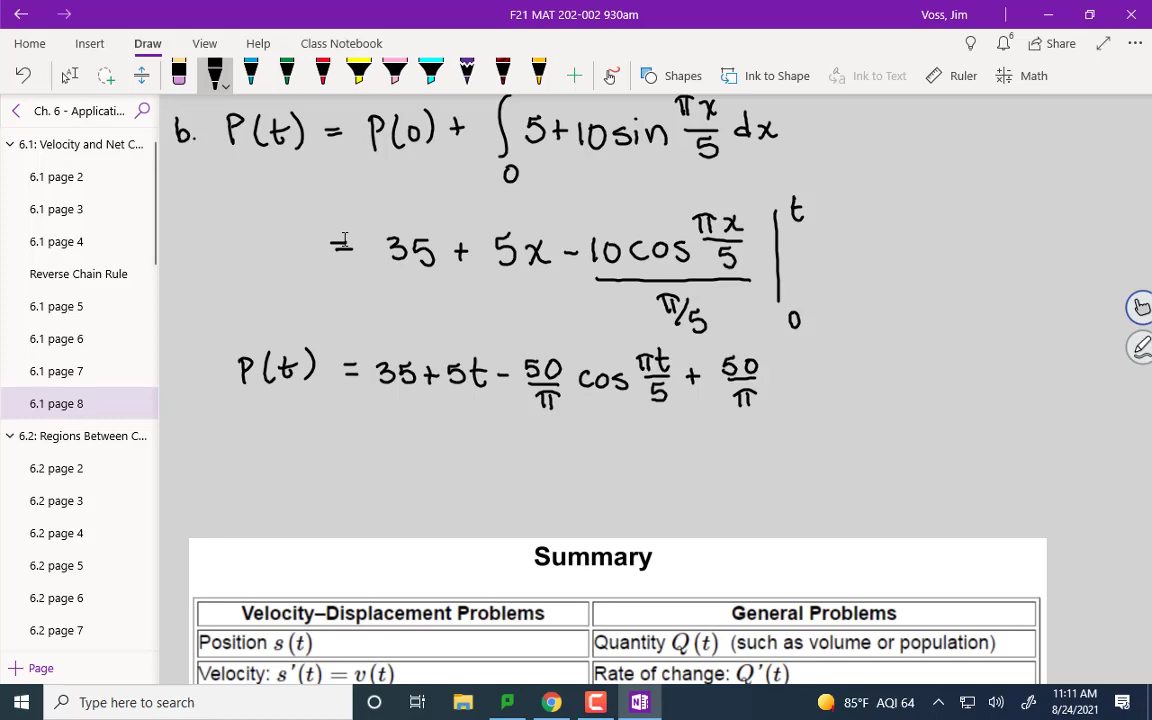 F21 MAT 202-002 930am
Voss, Jim
Home Insert Draw View Help Class Notebook
Share
Shapes Ink to Shape Ink to Text Ruler Math
Ch. 6 - Applicati...
6.1: Velocity and Net C...
6.1 page 2
6.1 page 3
6.1 page 4
Reverse Chain Rule
6.1 page 5
6.1 page 6
6.1 page 7
6.1 page 8
6.2: Regions Between C...
6.2 page 2
6.2 page 3
6.2 page 4
6.2 page 5
6.2 page 6
6.2 page 7
Page
b. P(t) = P(0) + ∫₀ 5+10 sin πx/5 dx
= 35 + 5x - 10 cos πx/5 / π/5 |₀ᵗ
P(t) = 35+5t - 50/π cos πt/5 + 50/π
Summary
Velocity–Displacement Problems General Problems
Position s(t) Quantity Q(t) (such as volume or population)
Velocity: s'(t) = v(t) Rate of change: Q'(t)
Type here to search
85°F AQI 64
11:11 AM
8/24/2021